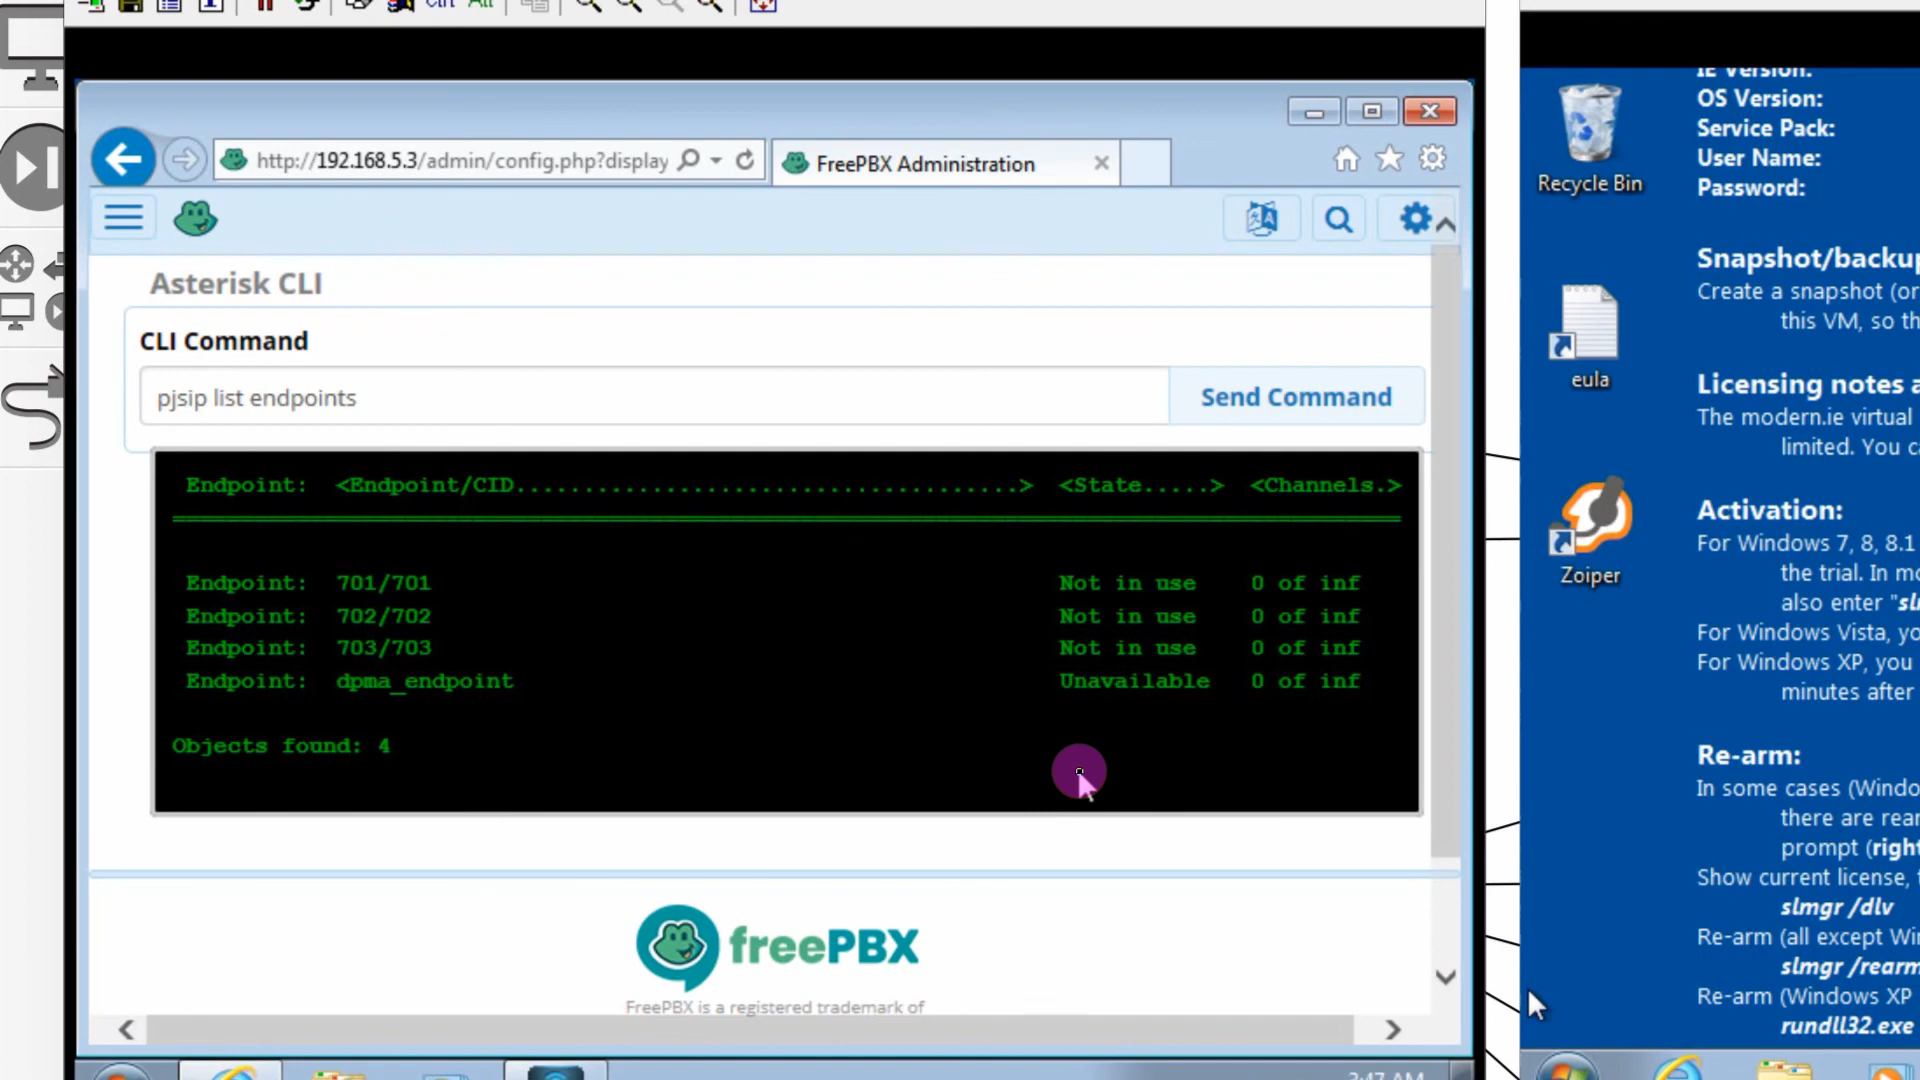 http://192.168.5.3/admin/config.php?display
FreePBX Administration
Asterisk CLI
CLI Command
pjsip list endpoints
Send Command
Endpoint: <Endpoint/CID.....................................> <State.....> <Channels.>
==========================================================================================
Endpoint: 701/701 Not in use 0 of inf
Endpoint: 702/702 Not in use 0 of inf
Endpoint: 703/703 Not in use 0 of inf
Endpoint: dpma_endpoint Unavailable 0 of inf
Objects found: 4
freePBX
FreePBX is a registered trademark of
Recycle Bin
eula
Zoiper
IE Version:
OS Version:
Service Pack:
User Name:
Password:
Snapshot/backup
Create a snapshot (or
this VM, so th
Licensing notes a
The modern.ie virtual
limited. You ca
Activation:
For Windows 7, 8, 8.1
the trial. In mo
also enter "slm
For Windows Vista, yo
For Windows XP, you
minutes after
Re-arm:
In some cases (Windo
there are rear
prompt (right
Show current license, t
slmgr /dlv
Re-arm (all except Win
slmgr /rearm
Re-arm (Windows XP
rundll32.exe